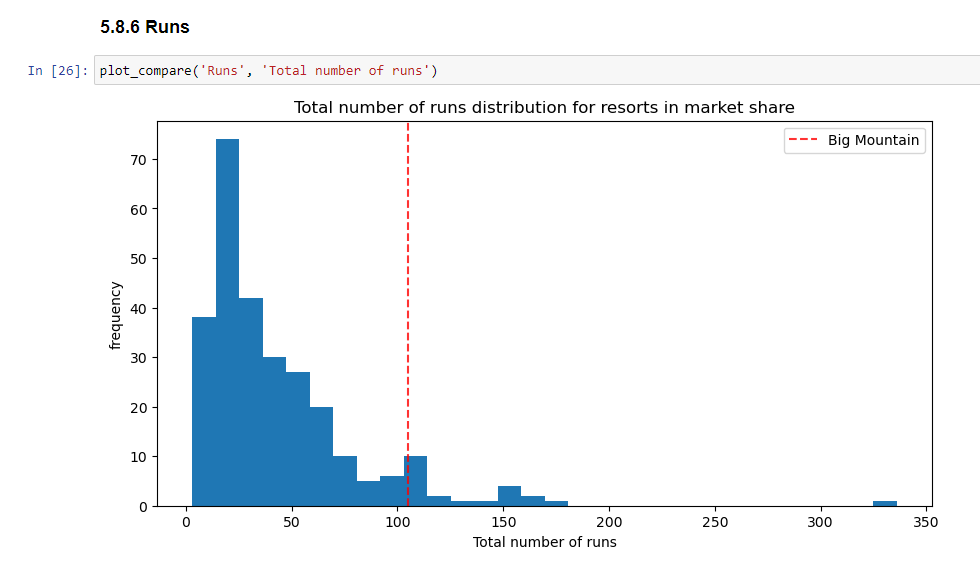 5.8.6 Runs
In [26]: plot_compare('Runs', 'Total number of runs')
Total number of runs distribution for resorts in market share
Big Mountain
70
60
50
40
30
20
10
0
frequency
0 50 100 150 200 250 300 350
Total number of runs